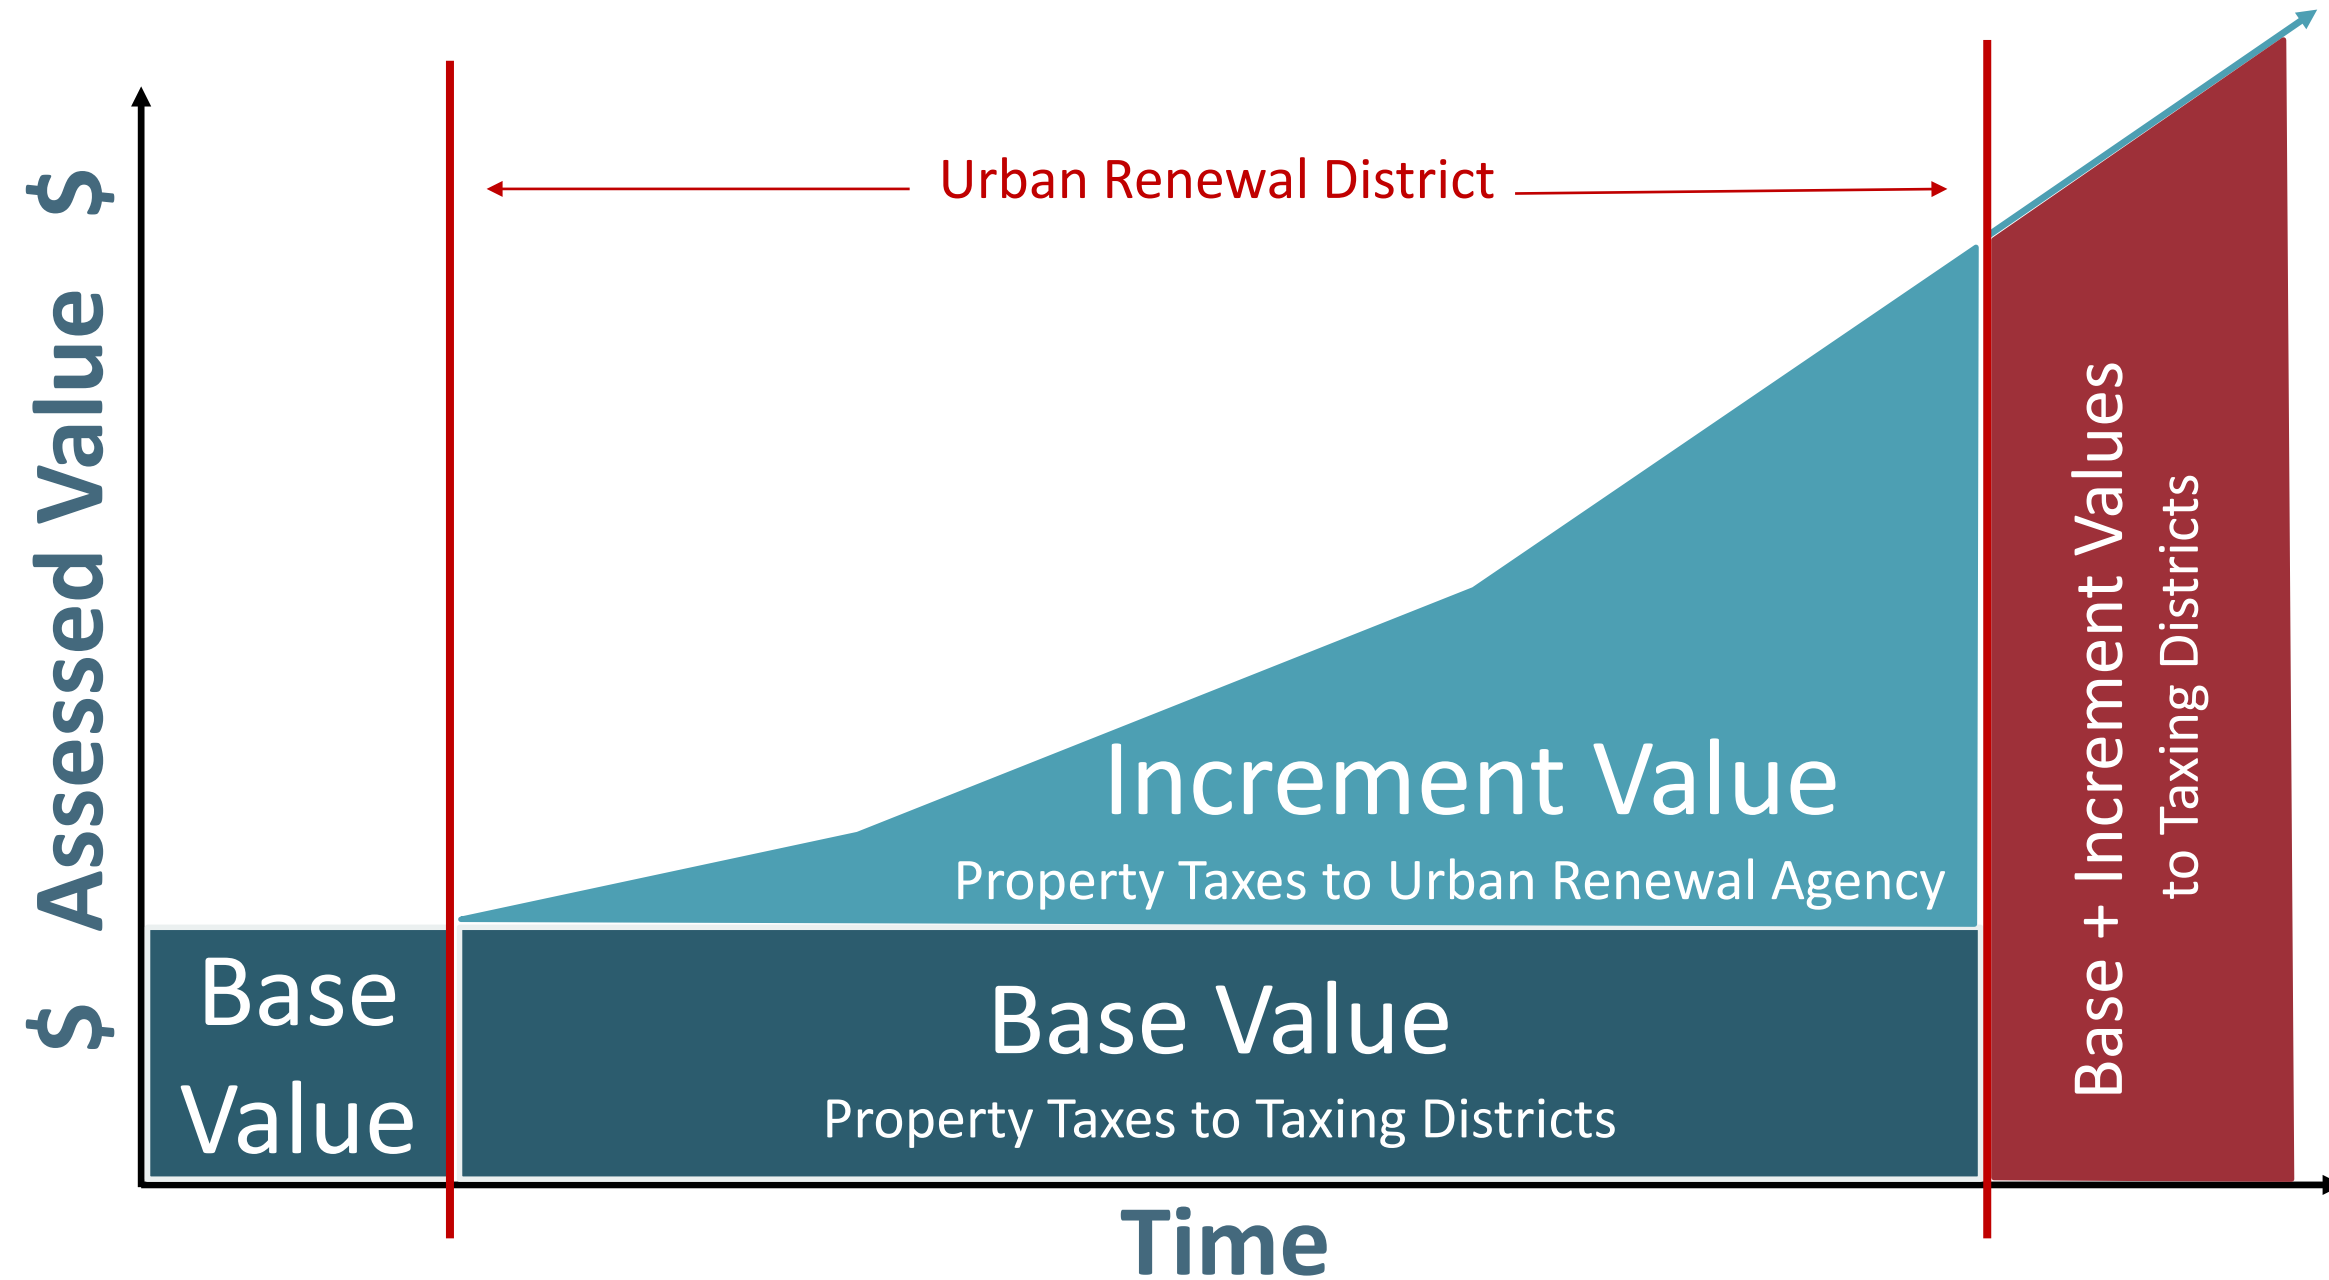 $ Assessed Value $
Urban Renewal District
Increment Value
Property Taxes to Urban Renewal Agency
Base
Value
Base Value
Property Taxes to Taxing Districts
Base + Increment Values
to Taxing Districts
Time